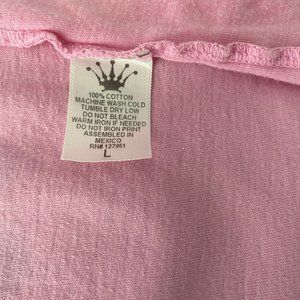 100% COTTON
MACHINE WASH COLD
TUMBLE DRY LOW
DO NOT BLEACH
WARM IRON IF NEEDED
DO NOT IRON PRINT
ASSEMBLED IN
MEXICO
RN# 127951
L